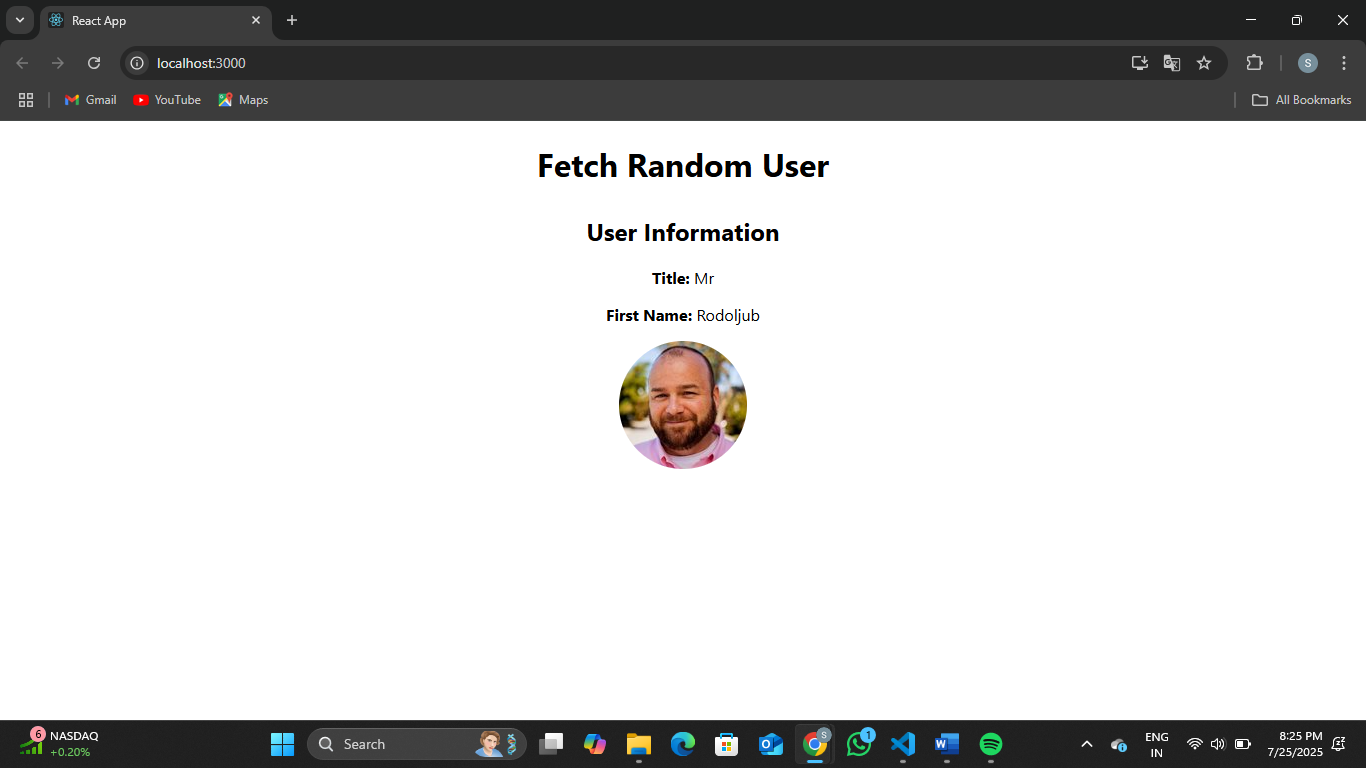 React App
localhost:3000
S
Gmail
YouTube
Maps
All Bookmarks
Fetch Random User
User Information
Title: Mr
First Name: Rodoljub
6
NASDAQ
+0.20%
Search
S
1
ENG
IN
8:25 PM
7/25/2025